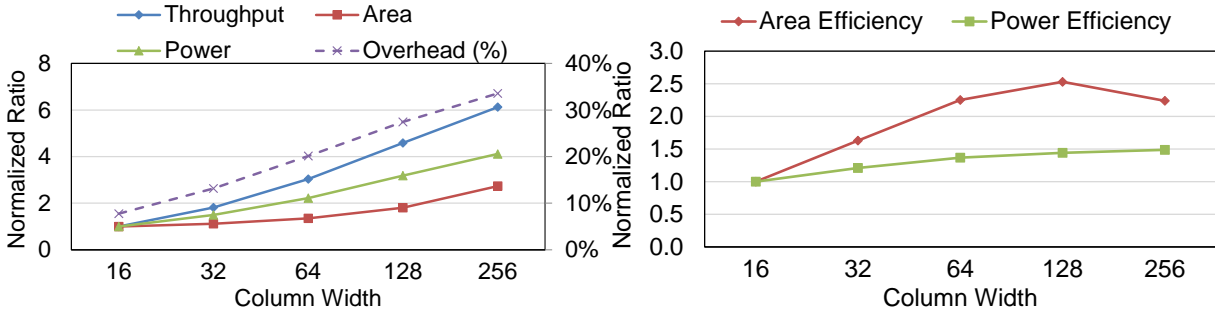 Throughput Area
Power Overhead (%)
Normalized Ratio
8
6
4
2
0
40%
30%
20%
10%
0%
16 32 64 128 256
Column Width
Area Efficiency Power Efficiency
Normalized Ratio
3.0
2.5
2.0
1.5
1.0
0.5
0.0
16 32 64 128 256
Column Width